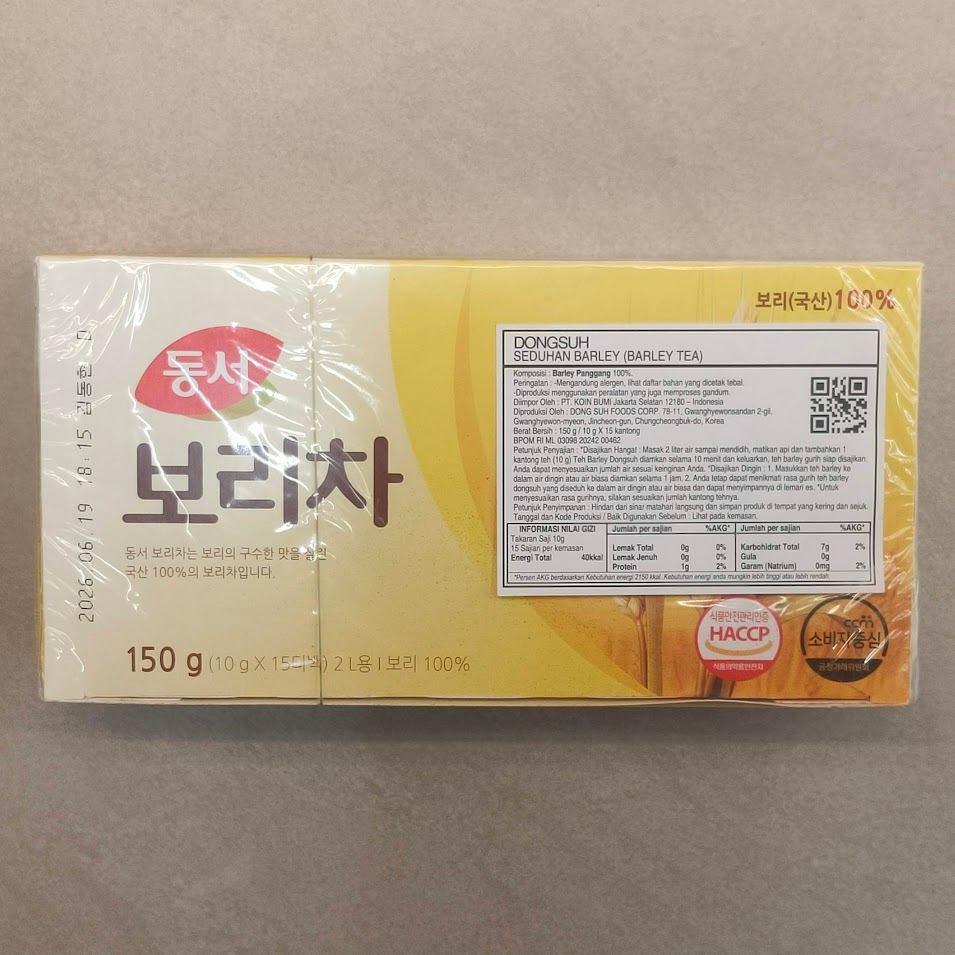 2026.06.19 18:15 김동현 D
동서
보리차
동서 보리차는 보리의 구수한 맛을 살린
국산 100%의 보리차입니다.
150 g (10 g X 15티백) 2 L용 I 보리 100%
보리(국산)100%
DONGSUH
SEDUHAN BARLEY (BARLEY TEA)
Komposisi : Barley Panggang 100%.
Peringatan : -Mengandung alergen, lihat daftar bahan yang dicetak tebal.
-Diproduksi menggunakan peralatan yang juga memproses gandum.
Diimpor Oleh : PT. KOIN BUMI Jakarta Selatan 12180 – Indonesia
Diproduksi Oleh : DONG SUH FOODS CORP. 78-11, Gwanghyewonsandan 2-gil,
Gwanghyewon-myeon, Jincheon-gun, Chungcheongbuk-do, Korea
Berat Bersih : 150 g / 10 g X 15 kantong
BPOM RI ML 03098 20242 00462
Petunjuk Penyajian : *Disajikan Hangat : Masak 2 liter air sampai mendidih, matikan api dan tambahkan 1
kantong teh (10 g) Teh Barley Dongsuh diamkan selama 10 menit dan keluarkan, teh barley gurih siap disajikan.
Anda dapat menyesuaikan jumlah air sesuai keinginan Anda. *Disajikan Dingin : 1. Masukkan teh barley ke
dalam air dingin atau air biasa diamkan selama 1 jam. 2. Anda tetap dapat menikmati rasa gurih teh barley
dongsuh yang diseduh ke dalam air dingin atau air biasa dan dapat menyimpannya di lemari es. *Untuk
menyesuaikan rasa gurihnya, silakan sesuaikan jumlah kantong tehnya.
Petunjuk Penyimpanan : Hindari dari sinar matahari langsung dan simpan produk di tempat yang kering dan sejuk.
Tanggal dan Kode Produksi / Baik Digunakan Sebelum : Lihat pada kemasan.
INFORMASI NILAI GIZI
Takaran Saji 10g
15 Sajian per kemasan
Energi Total 40kkal
Jumlah per sajian %AKG*
Lemak Total 0g 0%
Lemak Jenuh 0g 0%
Protein 1g 2%
Jumlah per sajian %AKG*
Karbohidrat Total 7g 2%
Gula 0g
Garam (Natrium) 0mg 2%
*Persen AKG berdasarkan Kebutuhan energi 2150 kkal. Kebutuhan energi anda mungkin lebih tinggi atau lebih rendah.
식품안전관리인증
HACCP
식품의약품안전처
ccm
소비자중심
공정거래위원회